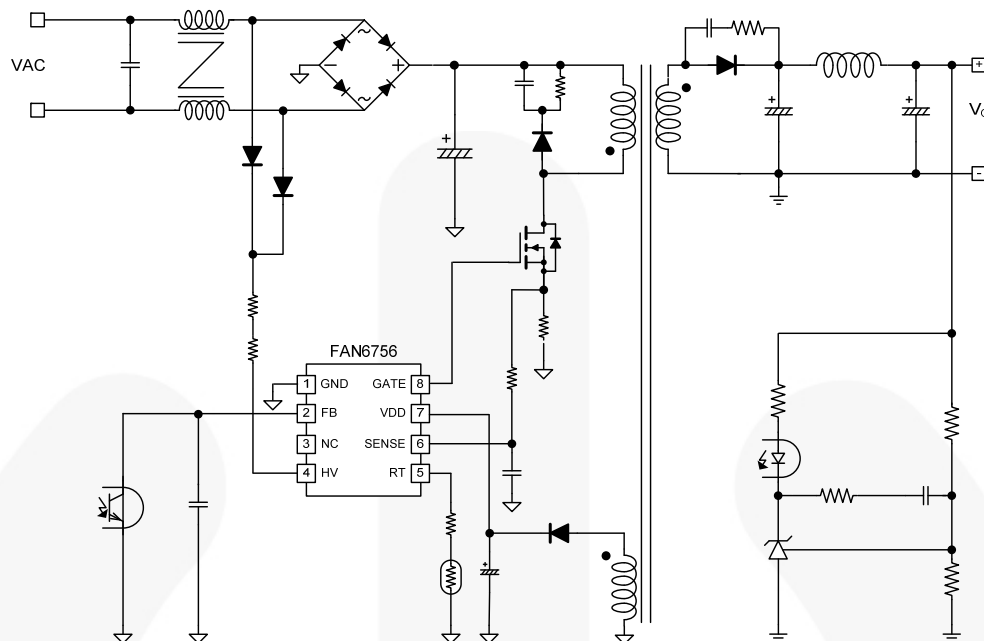 VAC
~
−
+
~
+
+
+
+
V
-
FAN6756
1 GND GATE 8
2 FB VDD 7
3 NC SENSE 6
4 HV RT 5
+